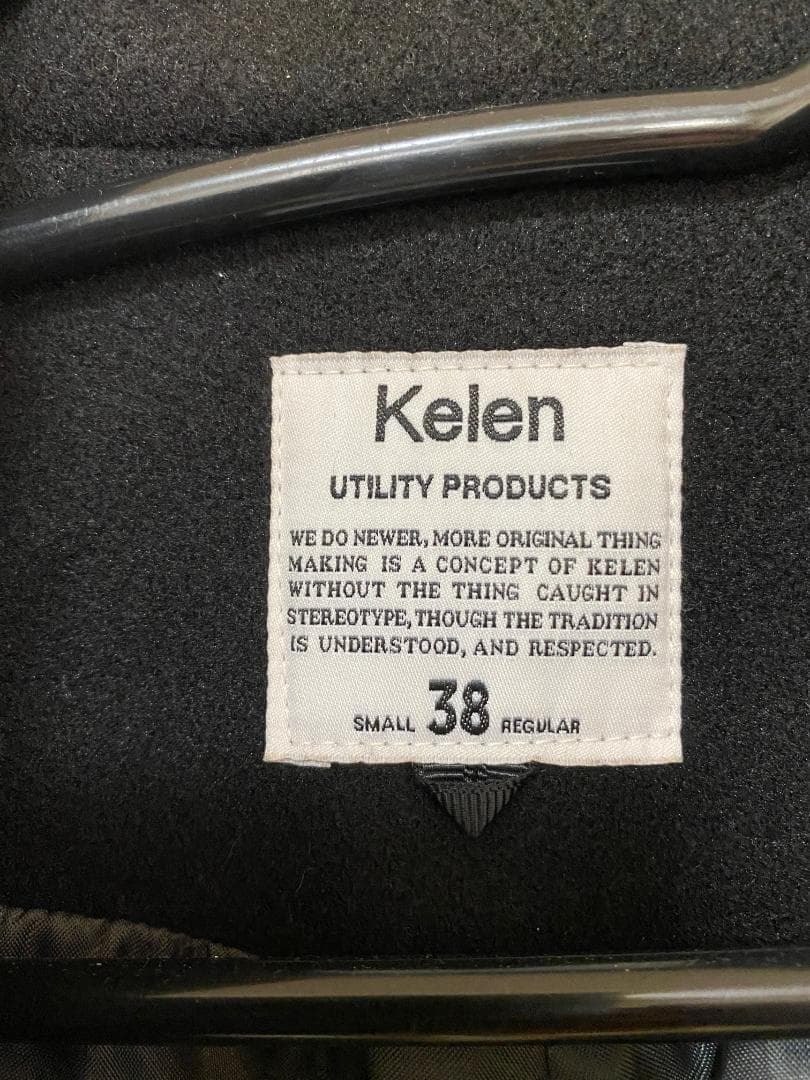 Kelen
UTILITY PRODUCTS
WE DO NEWER, MORE ORIGINAL THING
MAKING IS A CONCEPT OF KELEN
WITHOUT THE THING CAUGHT IN
STEREOTYPE, THOUGH THE TRADITION
IS UNDERSTOOD, AND RESPECTED.
SMALL 38 REGULAR